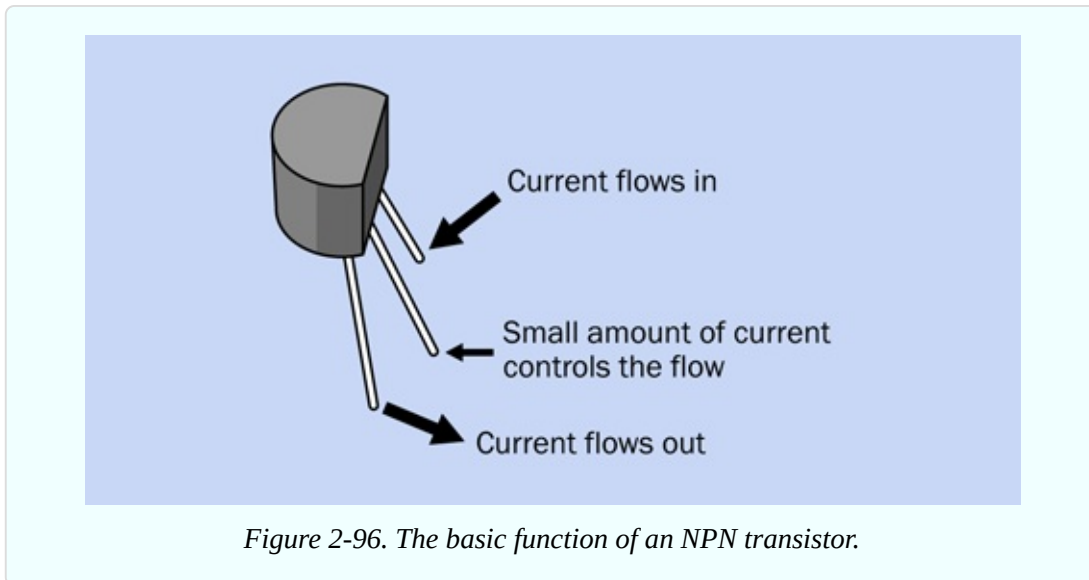 Current flows in
Small amount of current
controls the flow
Current flows out
Figure 2-96. The basic function of an NPN transistor.